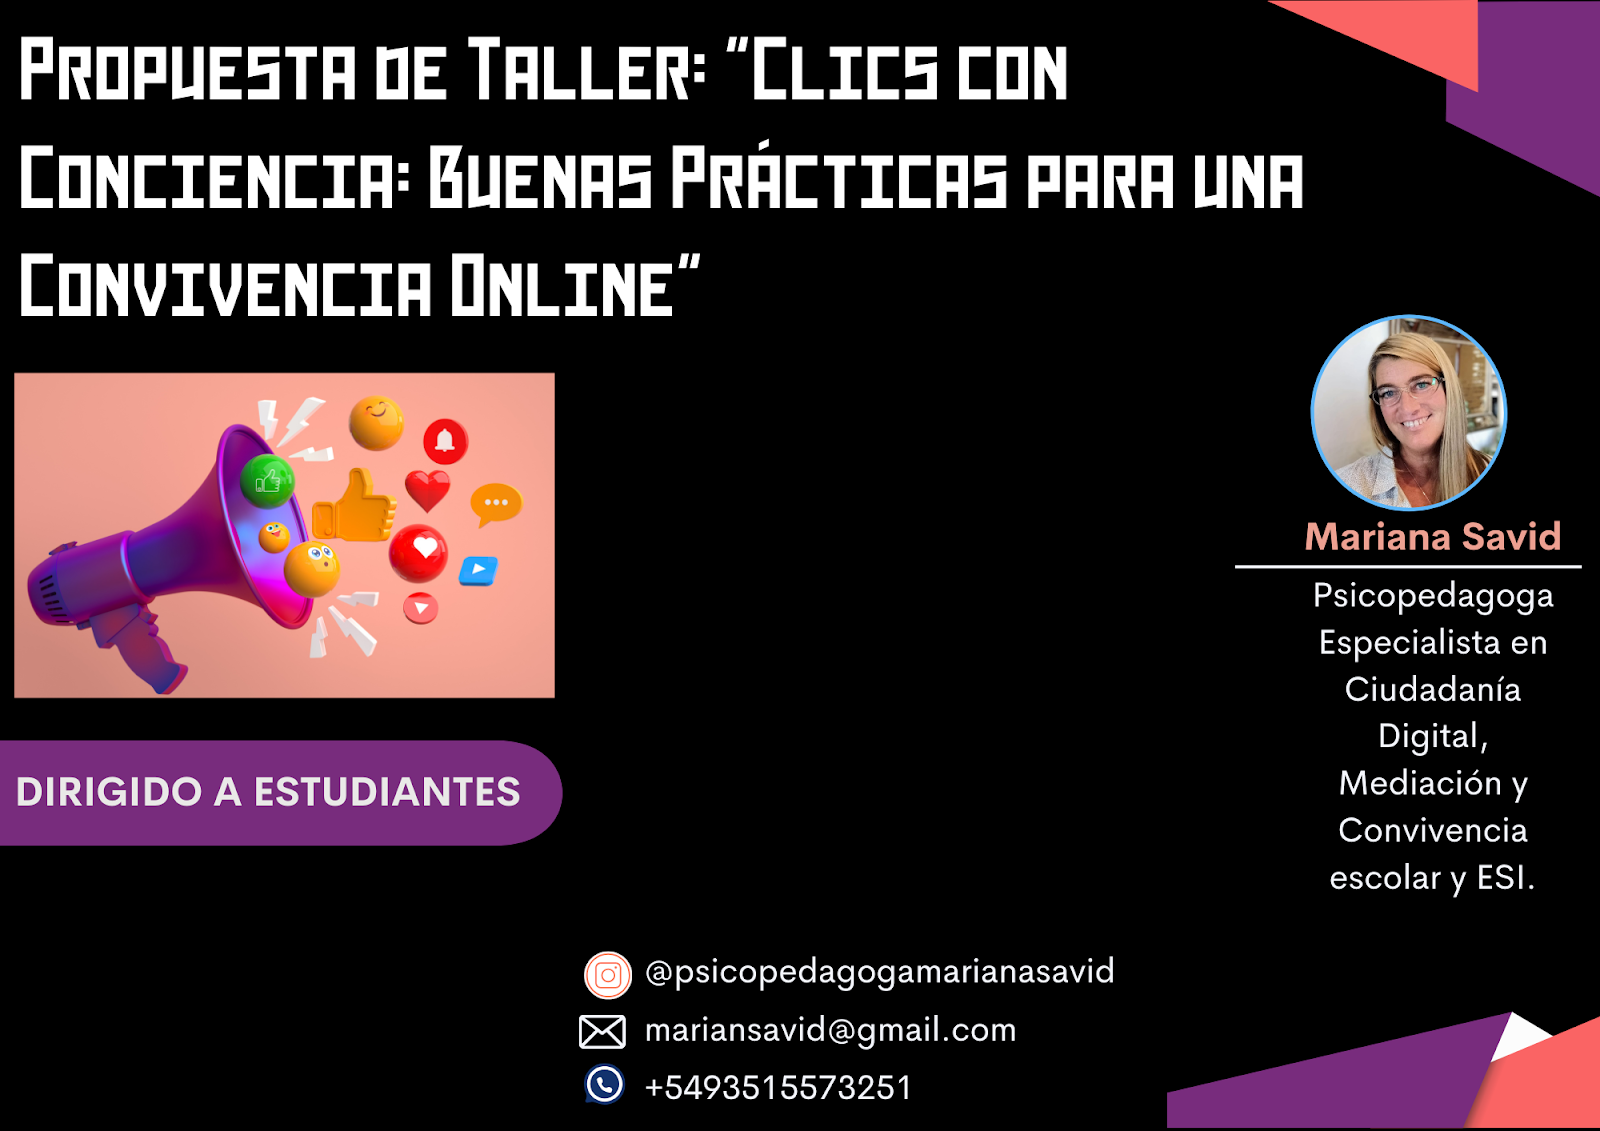 Propuesta de Taller: "Clics con
Conciencia: Buenas Prácticas para una
Convivencia Online"
DIRIGIDO A ESTUDIANTES
Mariana Savid
Psicopedagoga
Especialista en
Ciudadanía
Digital,
Mediación y
Convivencia
escolar y ESI.
@psicopedagogamarianasavid
mariansavid@gmail.com
+5493515573251